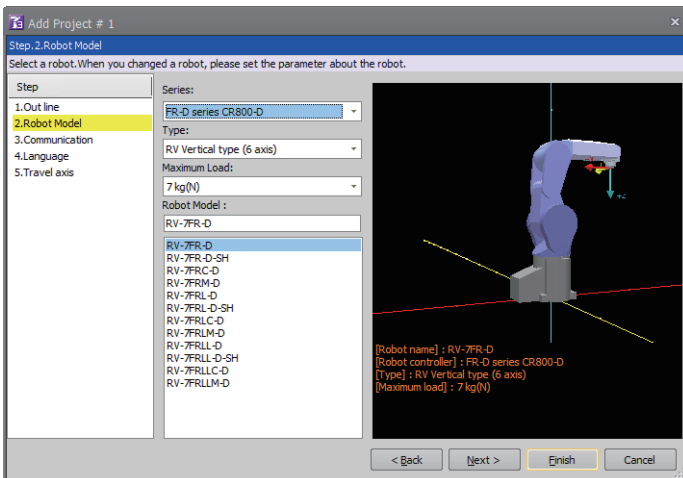 Add Project # 1
Step.2.Robot Model
Select a robot.When you changed a robot, please set the parameter about the robot.
Step
1.Out line
2.Robot Model
3.Communication
4.Language
5.Travel axis
Series:
FR-D series CR800-D
Type:
RV Vertical type (6 axis)
Maximum Load:
7 kg(N)
Robot Model :
RV-7FR-D
RV-7FR-D
RV-7FR-D-SH
RV-7FRC-D
RV-7FRM-D
RV-7FRL-D
RV-7FRL-D-SH
RV-7FRLC-D
RV-7FRLM-D
RV-7FRLL-D
RV-7FRLL-D-SH
RV-7FRLLC-D
RV-7FRLLM-D
+Z
[Robot name] : RV-7FR-D
[Robot controller] : FR-D series CR800-D
[Type] : RV Vertical type (6 axis)
[Maximum load] : 7 kg(N)
< Back
Next >
Finish
Cancel